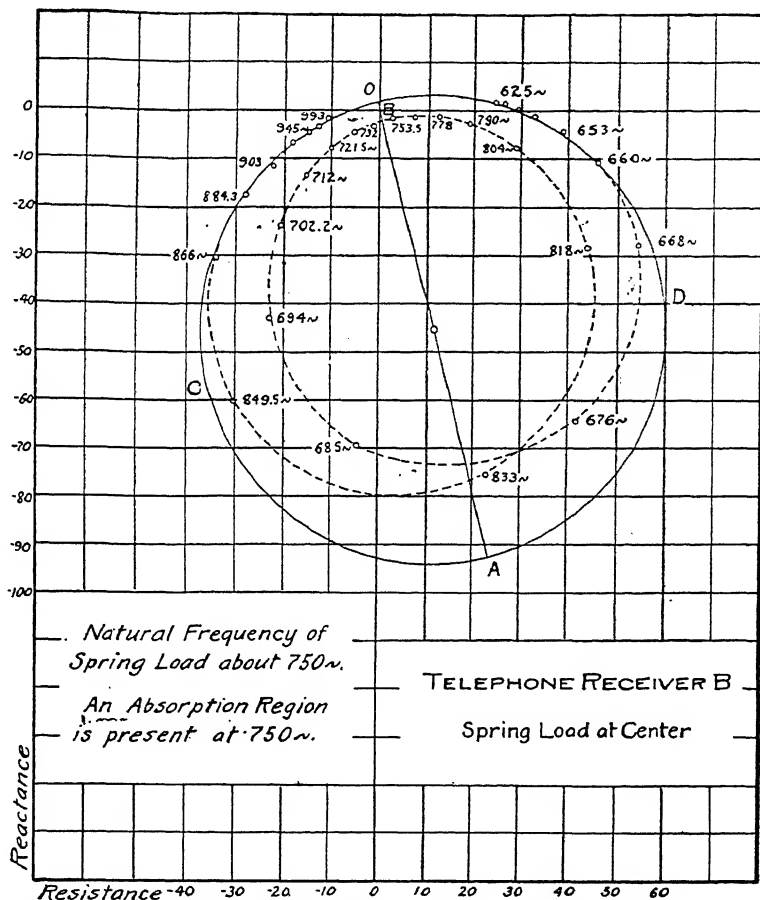 O
0
B
625~
993
945~
732
753.5
778
790~
653~
-10
903
721.5~
804~
660~
884.3
712~
-20
702.2~
668~
866~
818~
-30
D
-40
694~
-50
C
849.5~
-60
676~
685~
-70
833~
-80
-90
A
-100
Natural Frequency of
Spring Load about 750~.
An Absorption Region
is present at 750~.
TELEPHONE RECEIVER B
Spring Load at Center
Reactance
Resistance -40 -30 -20 -10 0 10 20 30 40 50 60